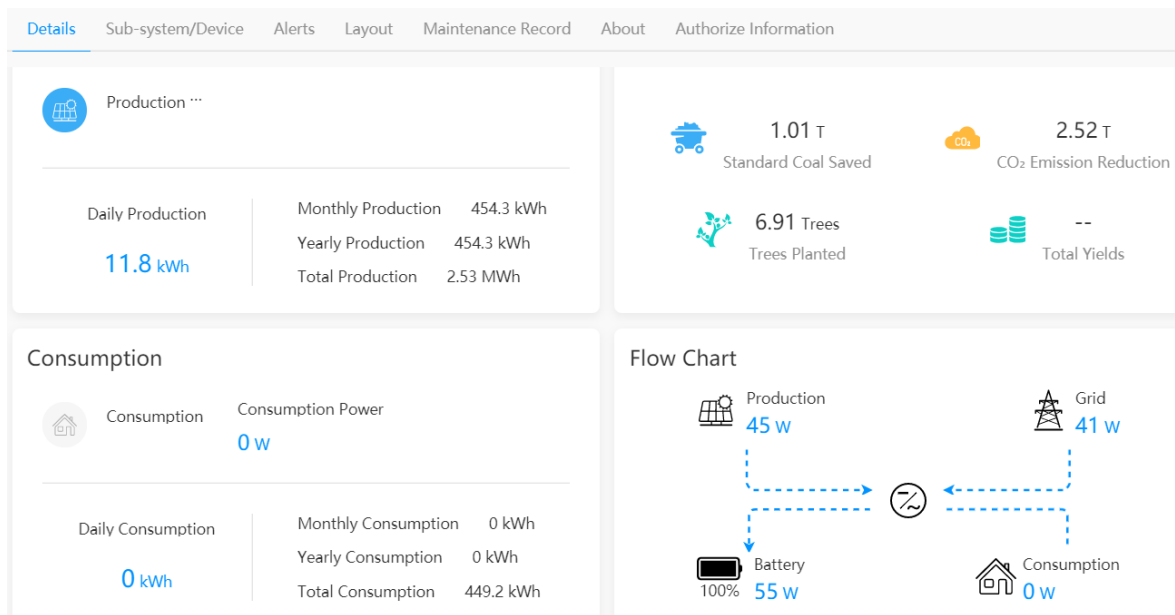 Details Sub-system/Device Alerts Layout Maintenance Record About Authorize Information
Production ...
Daily Production
11.8 kWh
Monthly Production 454.3 kWh
Yearly Production 454.3 kWh
Total Production 2.53 MWh
1.01 T
Standard Coal Saved
CO₂
2.52 T
CO₂ Emission Reduction
6.91 Trees
Trees Planted
--
Total Yields
Consumption
Consumption
Consumption Power
0 W
Daily Consumption
0 kWh
Monthly Consumption 0 kWh
Yearly Consumption 0 kWh
Total Consumption 449.2 kWh
Flow Chart
Production
45 W
Grid
41 W
Battery
100%
55 W
Consumption
0 W